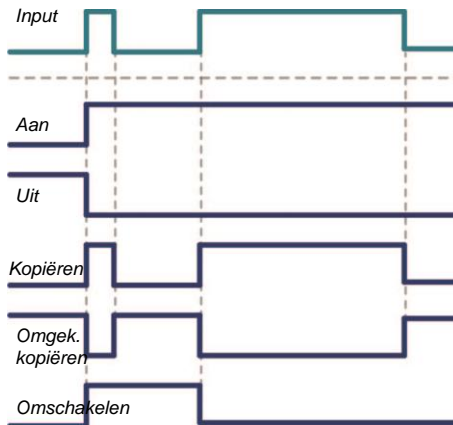 Input
Aan
Uit
Kopiëren
Omgek.
kopiëren
Omschakelen